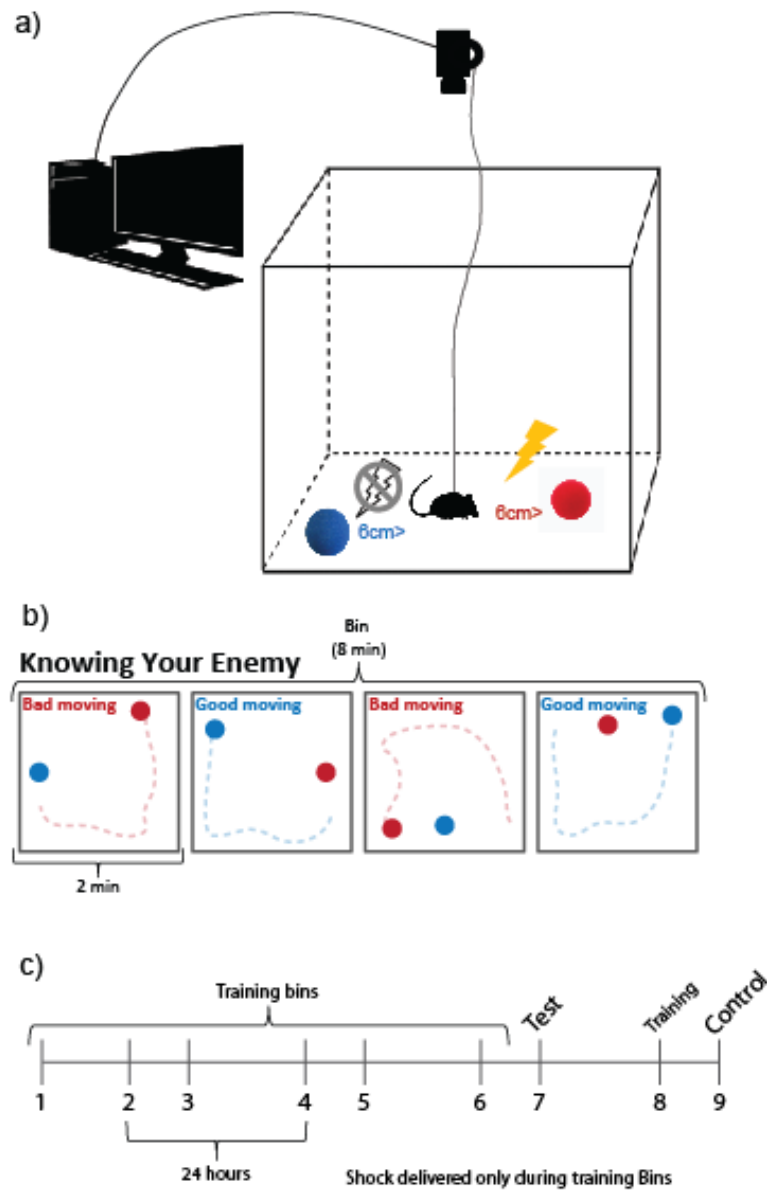 a)
6cm>
6cm>
b)
Bin
(8 min)
Knowing Your Enemy
Bad moving
Good moving
Bad moving
Good moving
2 min
c)
Training bins
Test
Training
Control
1 2 3 4 5 6 7 8 9
24 hours
Shock delivered only during training Bins